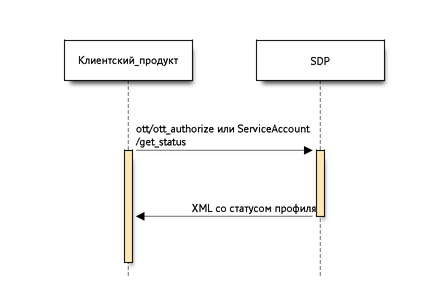 Клиентский_продукт
SDP
ott/ott_authorize или ServiceAccount
/get_status
XML со статусом профиля